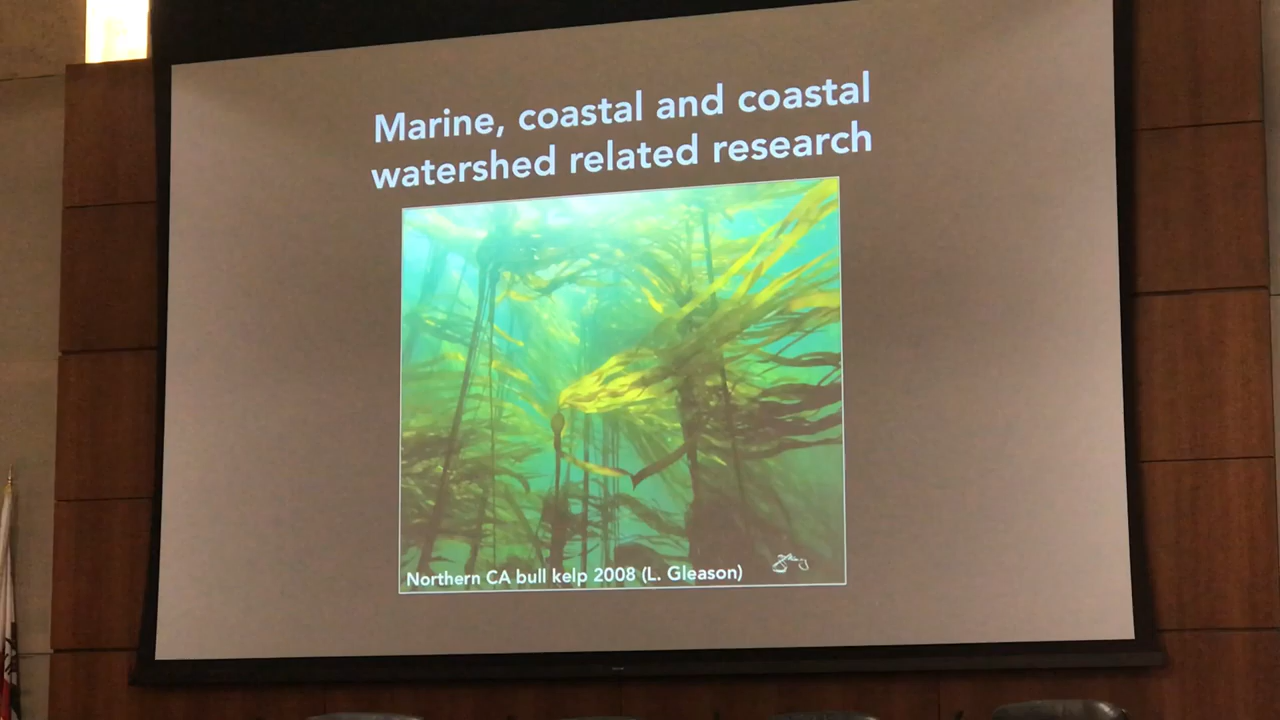 Marine, coastal and coastal
watershed related research
Northern CA bull kelp 2008 (L. Gleason)